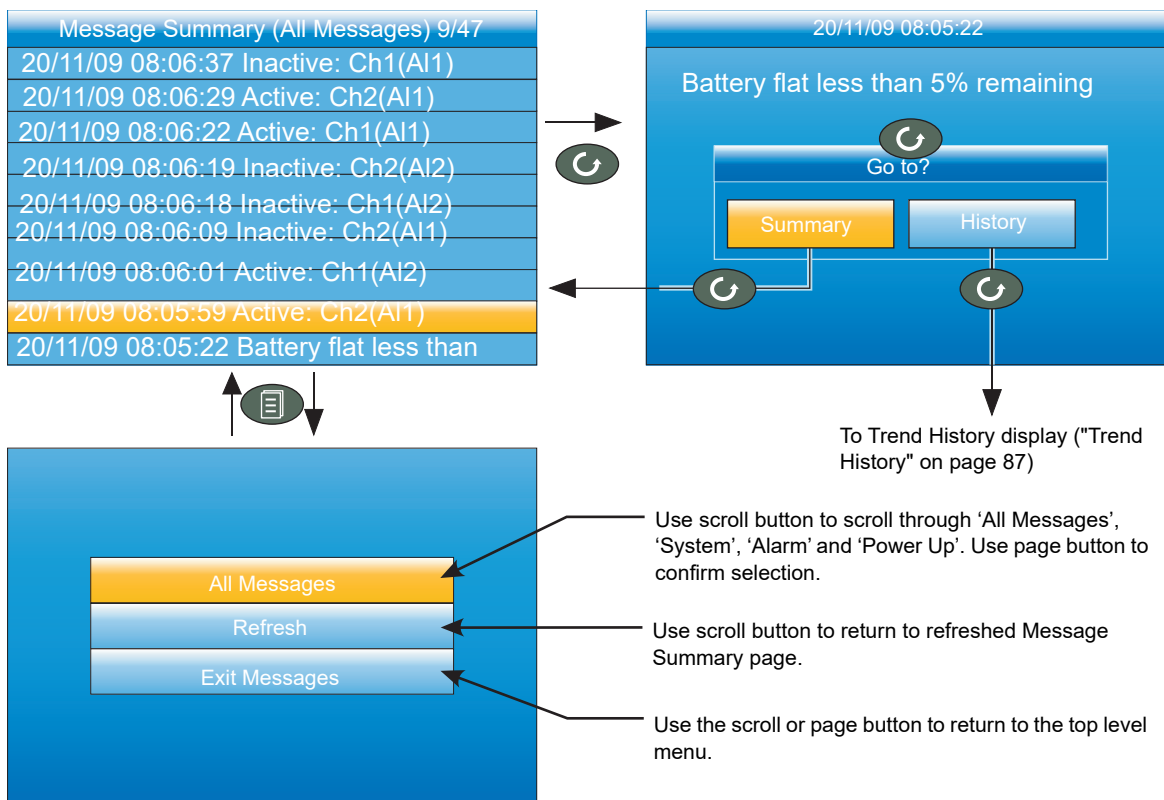 Message Summary (All Messages) 9/47
20/11/09 08:06:37 Inactive: Ch1(Al1)
20/11/09 08:06:29 Active: Ch2(Al1)
20/11/09 08:06:22 Active: Ch1(Al1)
20/11/09 08:06:19 Inactive: Ch2(Al2)
20/11/09 08:06:18 Inactive: Ch1(Al2)
20/11/09 08:06:09 Inactive: Ch2(Al1)
20/11/09 08:06:01 Active: Ch1(Al2)
20/11/09 08:05:59 Active: Ch2(Al1)
20/11/09 08:05:22 Battery flat less than
20/11/09 08:05:22
Battery flat less than 5% remaining
Go to?
Summary
History
To Trend History display ("Trend
History" on page 87)
All Messages
Refresh
Exit Messages
Use scroll button to scroll through ‘All Messages’,
‘System’, ‘Alarm’ and ‘Power Up’. Use page button to
confirm selection.
Use scroll button to return to refreshed Message
Summary page.
Use the scroll or page button to return to the top level
menu.